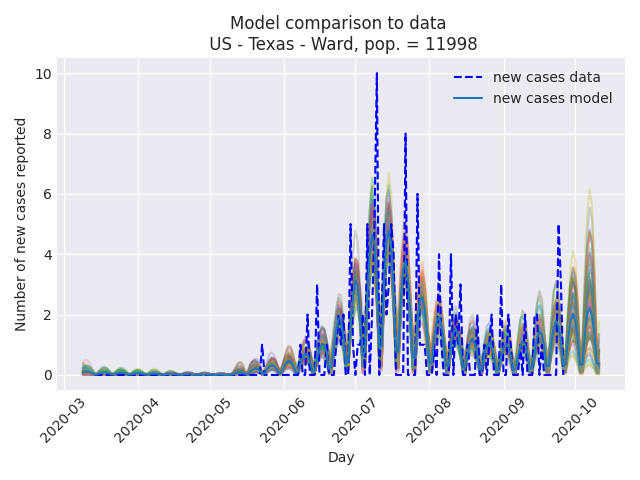 Model comparison to data
US - Texas - Ward, pop. = 11998
new cases data
new cases model
Number of new cases reported
10
8
6
4
2
0
2020-03
2020-04
2020-05
2020-06
2020-07
2020-08
2020-09
2020-10
Day